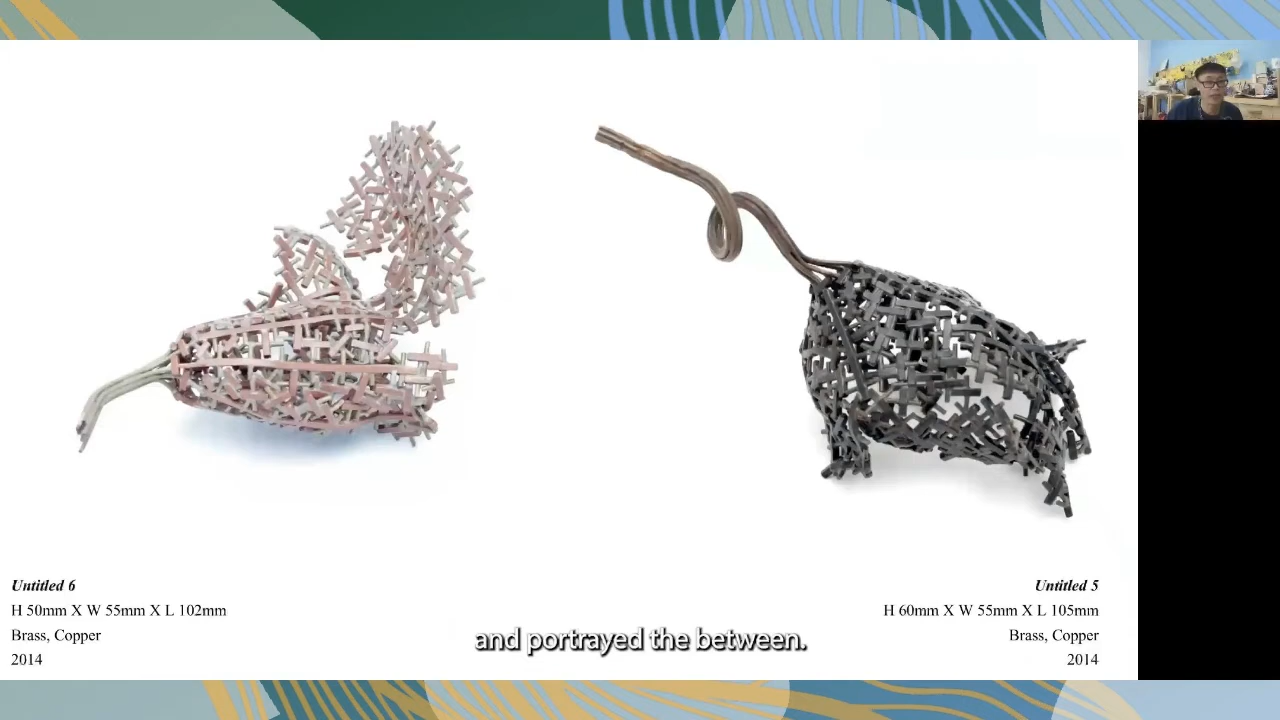 Untitled 6
H 50mm X W 55mm X L 102mm
Brass, Copper
2014
Untitled 5
H 60mm X W 55mm X L 105mm
Brass, Copper
2014
and portrayed the between.